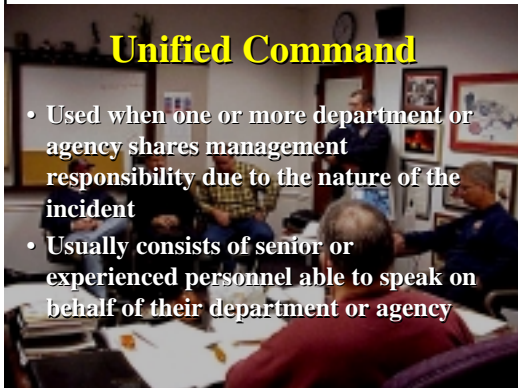 Unified Command
• Used when one or more department or
agency shares management
responsibility due to the nature of the
incident
• Usually consists of senior or
experienced personnel able to speak on
behalf of their department or agency